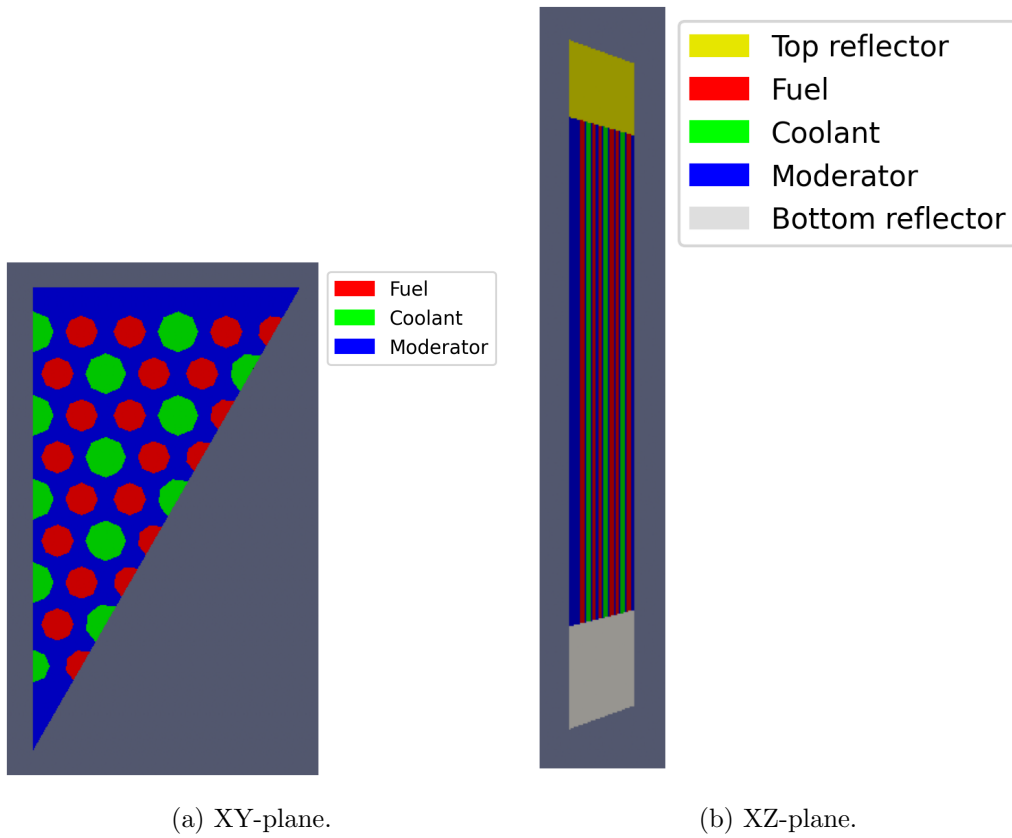 Top reflector
Fuel
Coolant
Moderator
Bottom reflector
Fuel
Coolant
Moderator
(a) XY-plane.
(b) XZ-plane.